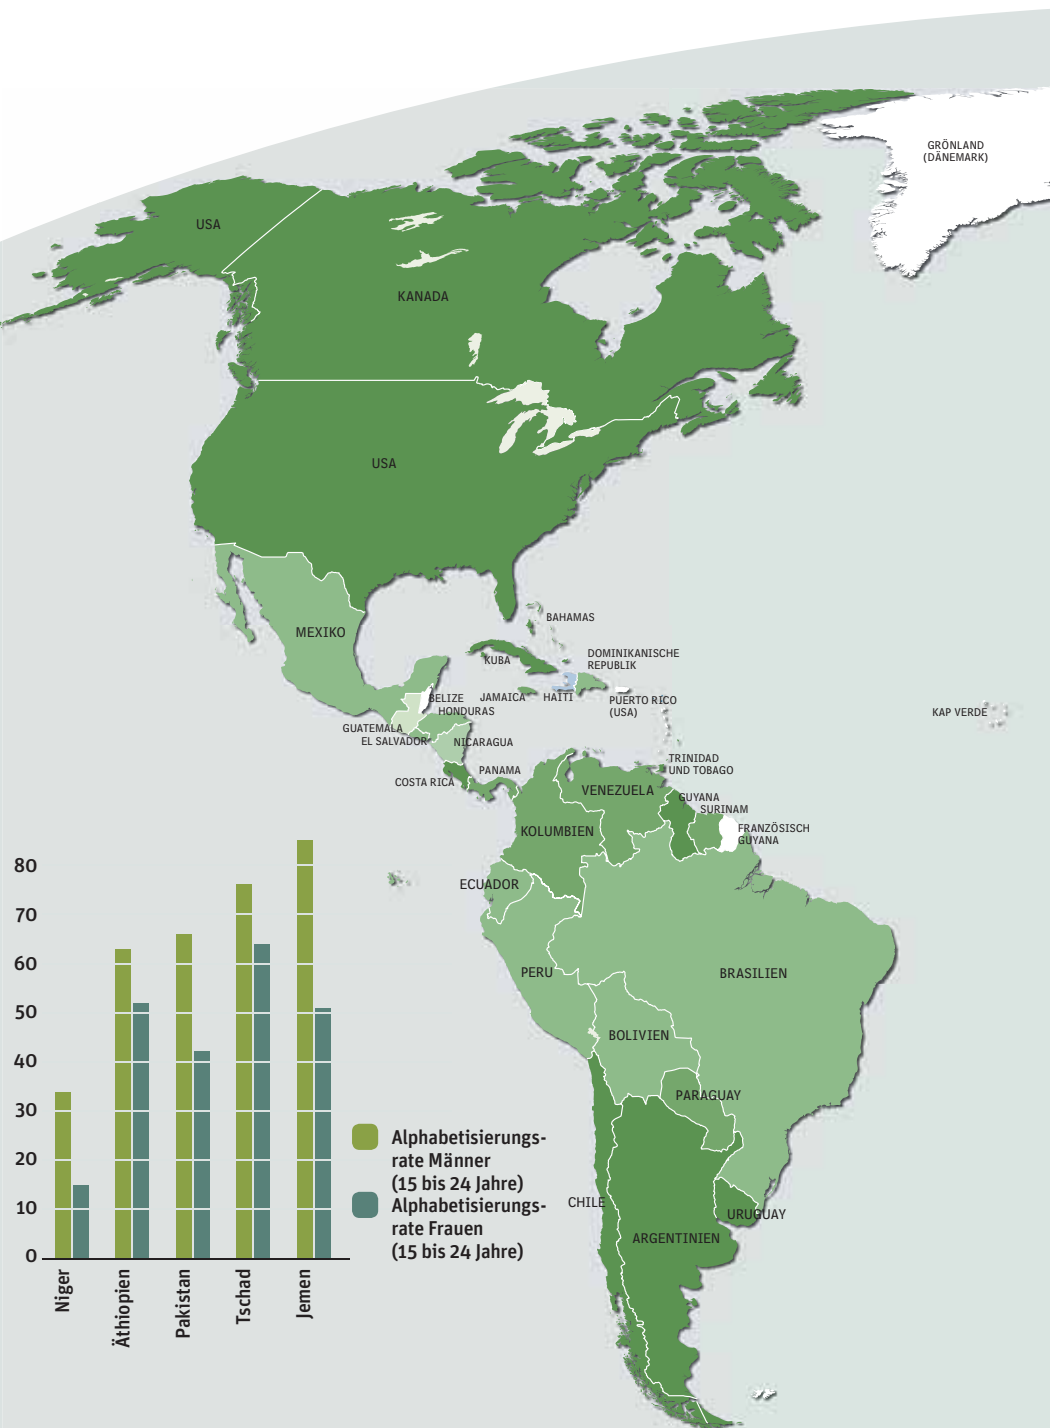 GRÖNLAND
(DÄNEMARK)
USA
KANADA
USA
MEXIKO
BAHAMAS
KUBA
DOMINIKANISCHE
REPUBLIK
BELIZE
JAMAICA
HAITI
PUERTO RICO
(USA)
HONDURAS
KAP VERDE
GUATEMALA
EL SALVADOR
NICARAGUA
COSTA RICA
PANAMA
TRINIDAD
UND TOBAGO
VENEZUELA
GUYANA
SURINAM
KOLUMBIEN
FRANZÖSISCH
GUYANA
ECUADOR
PERU
BRASILIEN
BOLIVIEN
PARAGUAY
CHILE
URUGUAY
ARGENTINIEN
80
70
60
50
40
30
20
10
0
Niger
Äthiopien
Pakistan
Tschad
Jemen
Alphabetisierungs-
rate Männer
(15 bis 24 Jahre)
Alphabetisierungs-
rate Frauen
(15 bis 24 Jahre)